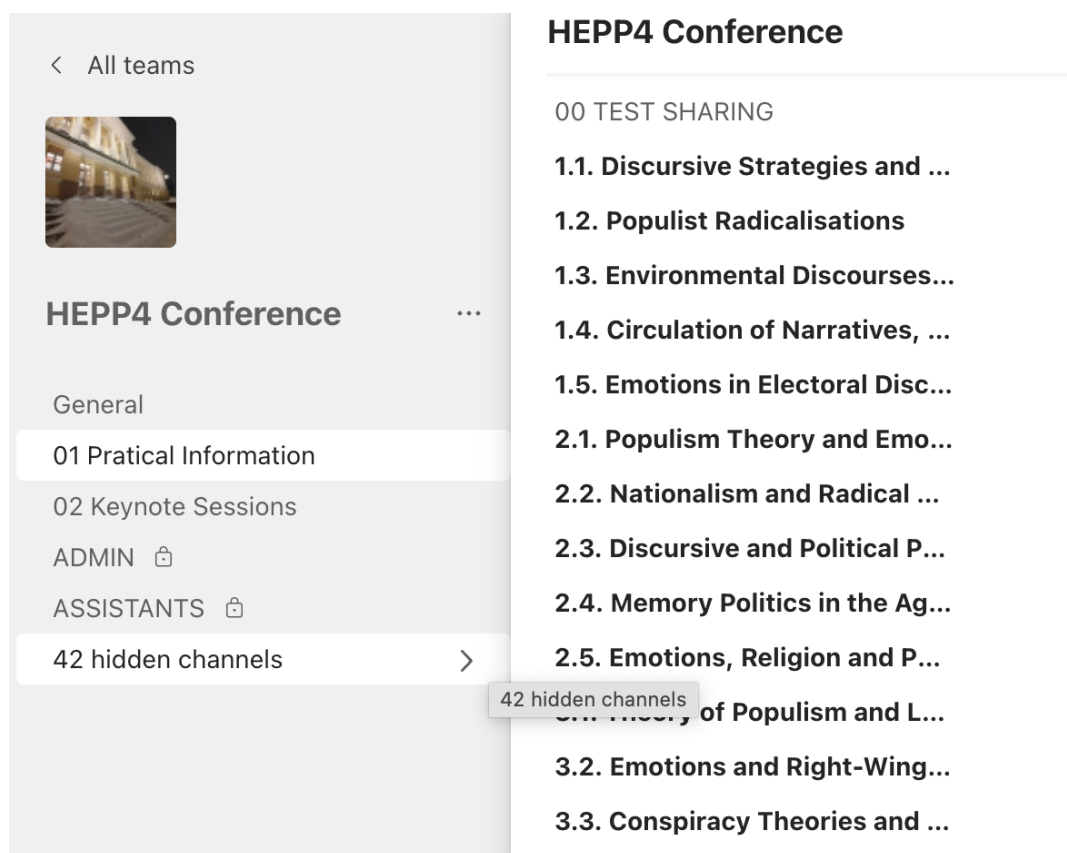 All teams
HEPP4 Conference
General
01 Pratical Information
02 Keynote Sessions
ADMIN
ASSISTANTS
42 hidden channels
42 hidden channels
HEPP4 Conference
00 TEST SHARING
1.1. Discursive Strategies and ...
1.2. Populist Radicalisations
1.3. Environmental Discourses...
1.4. Circulation of Narratives, ...
1.5. Emotions in Electoral Disc...
2.1. Populism Theory and Emo...
2.2. Nationalism and Radical ...
2.3. Discursive and Political P...
2.4. Memory Politics in the Ag...
2.5. Emotions, Religion and P...
of Populism and L...
3.2. Emotions and Right-Wing...
3.3. Conspiracy Theories and ...